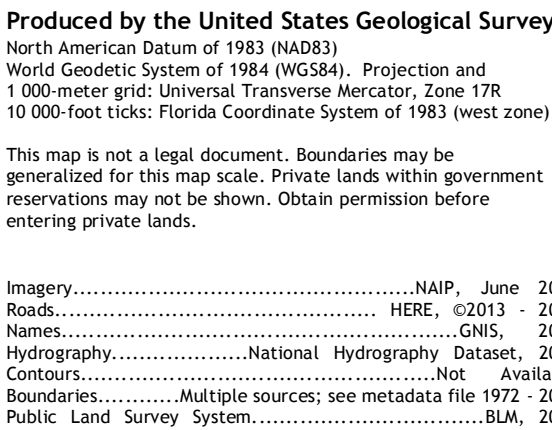 Produced by the United States Geological Survey
North American Datum of 1983 (NAD83)
World Geodetic System of 1984 (WGS84).  Projection and
1 000-meter grid: Universal Transverse Mercator, Zone 17R
10 000-foot ticks: Florida Coordinate System of 1983 (west zone)
This map is not a legal document. Boundaries may be
generalized for this map scale. Private lands within government
reservations may not be shown. Obtain permission before
entering private lands.
Imagery..................................................NAIP, June
Roads............................................... HERE, ©2013 -
Names..........................................................GNIS,
Hydrography....................National Hydrography Dataset,
Contours....................................................Not
Boundaries............Multiple sources; see metadata file 1972 -
Public Land Survey System..................................BLM,